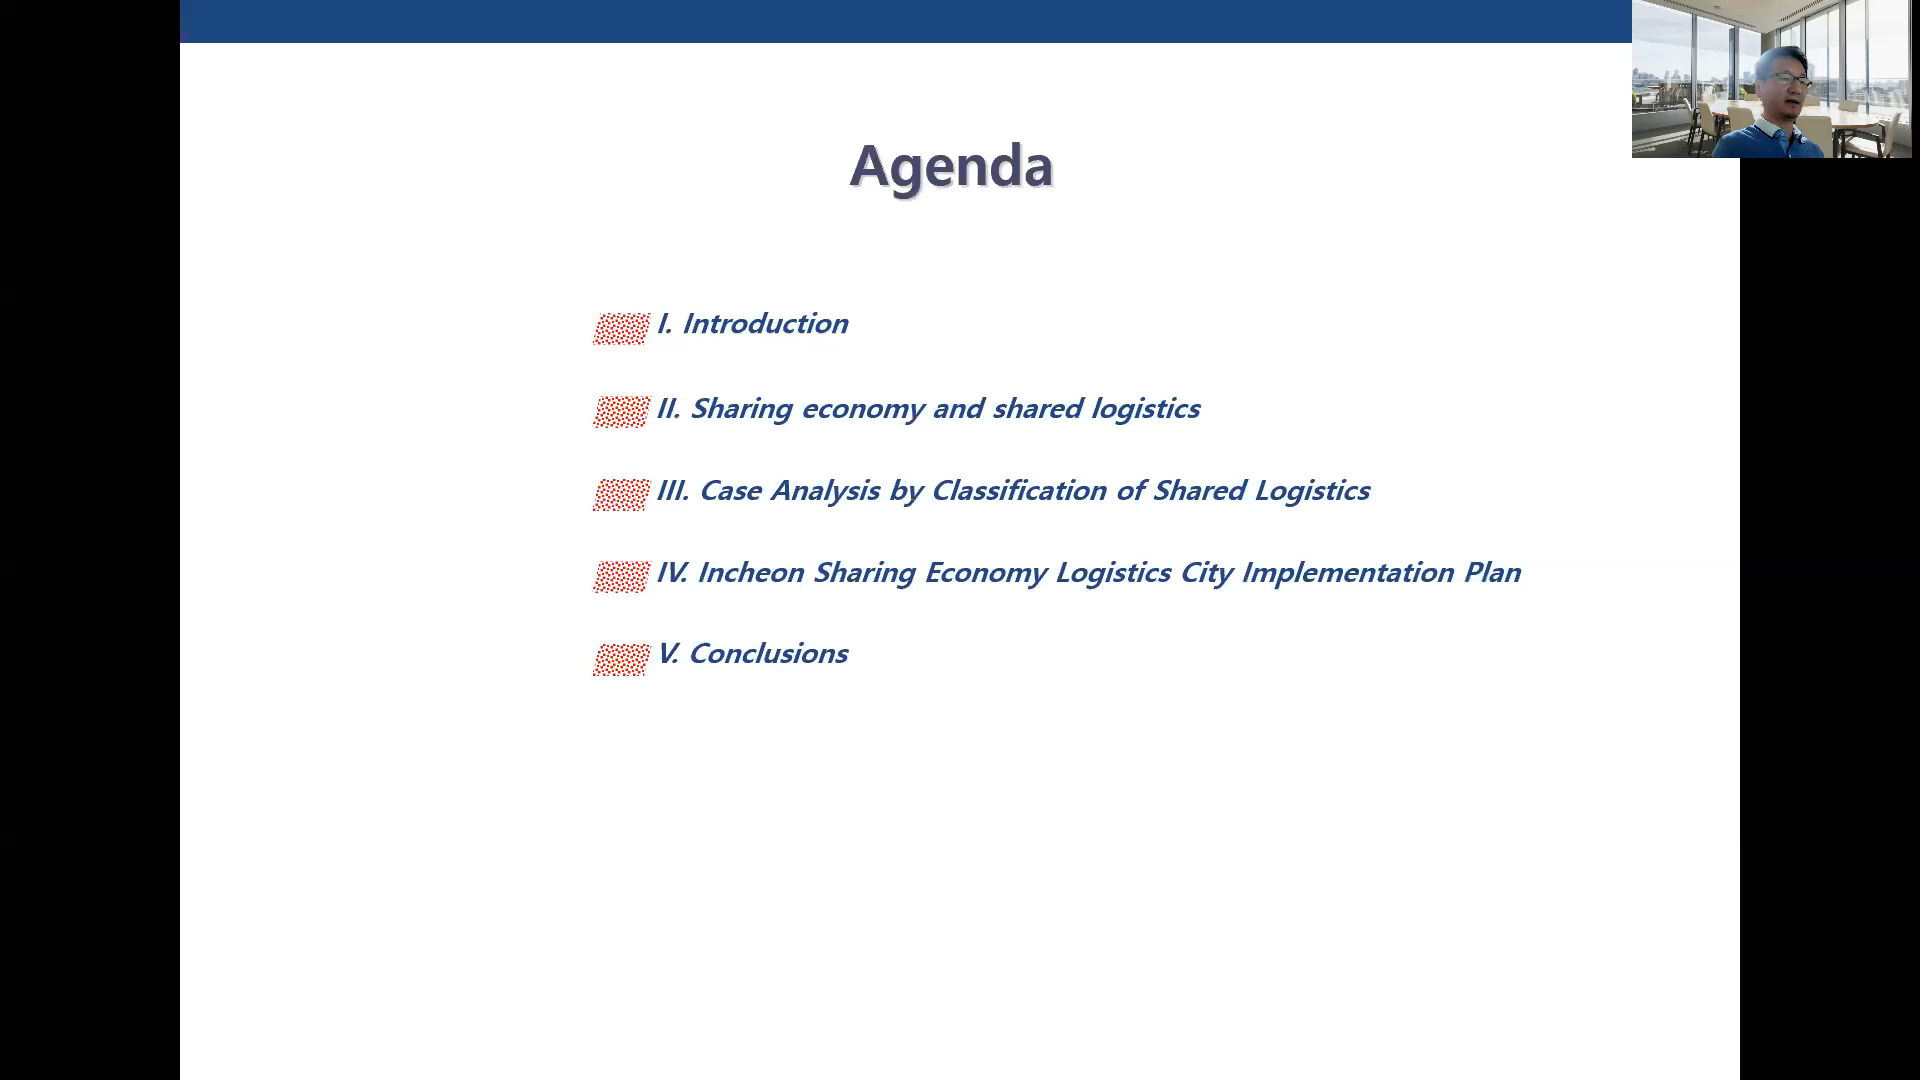 Agenda
I. Introduction
II. Sharing economy and shared logistics
III. Case Analysis by Classification of Shared Logistics
IV. Incheon Sharing Economy Logistics City Implementation Plan
V. Conclusions